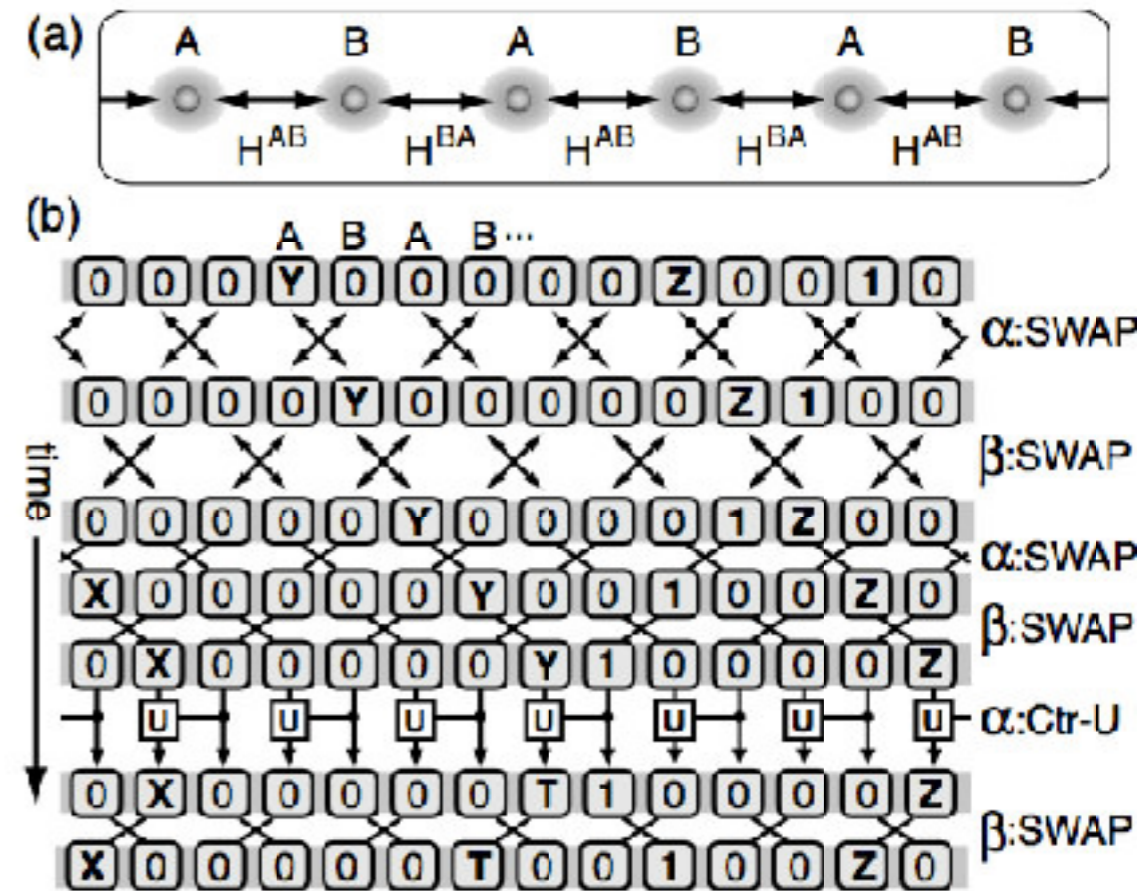 (a)
A B A B A B
H^AB H^BA H^AB H^BA H^AB
(b)
A B A B ...
0 0 0 Y 0 0 0 0 0 Z 0 0 1 0
α:SWAP
0 0 0 0 Y 0 0 0 0 0 Z 1 0 0
β:SWAP
time
0 0 0 0 0 Y 0 0 0 0 1 Z 0 0
α:SWAP
X 0 0 0 0 0 Y 0 0 1 0 0 Z 0
β:SWAP
0 X 0 0 0 0 0 Y 1 0 0 0 0 Z
U U U U U U U
α:Ctr-U
0 X 0 0 0 0 0 T 1 0 0 0 0 Z
β:SWAP
X 0 0 0 0 0 T 0 0 1 0 0 Z 0